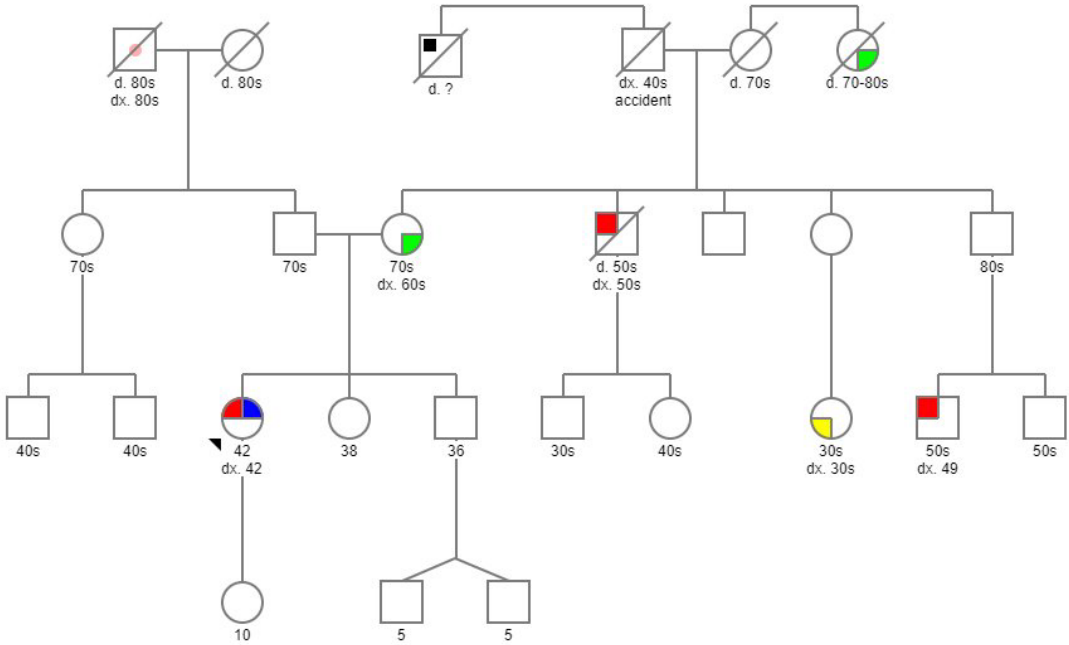 d. 80s
dx. 80s
d. 80s
d. ?
dx. 40s
accident
d. 70s
d. 70-80s
70s
70s
70s
dx. 60s
d. 50s
dx. 50s
80s
40s
40s
42
dx. 42
38
36
30s
40s
30s
dx. 30s
50s
dx. 49
50s
10
5
5